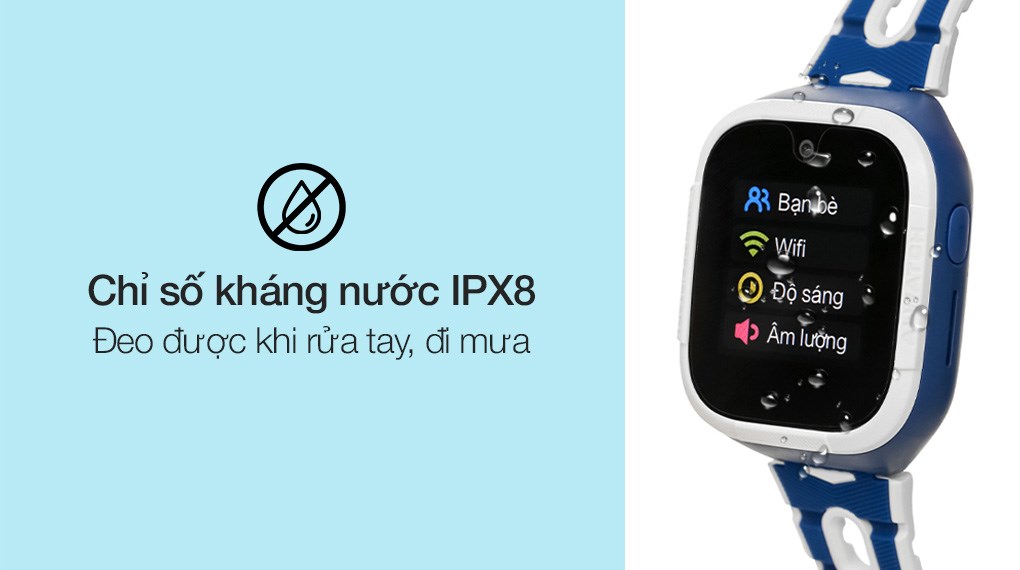 Chỉ số kháng nước IPX8
Đeo được khi rửa tay, đi mưa
Bạn bè
Wifi
Độ sáng
Âm lượng